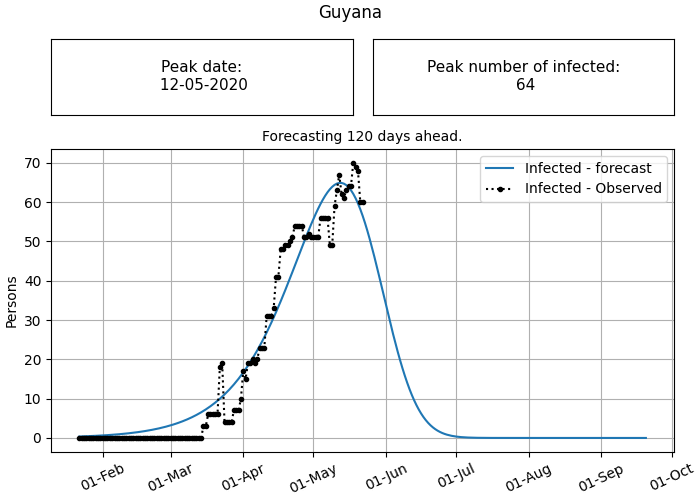 Guyana
Peak date:
12-05-2020
Peak number of infected:
64
Forecasting 120 days ahead.
Infected - forecast
Infected - Observed
Persons
70
60
50
40
30
20
10
0
01-Feb
01-Mar
01-Apr
01-May
01-Jun
01-Jul
01-Aug
01-Sep
01-Oct